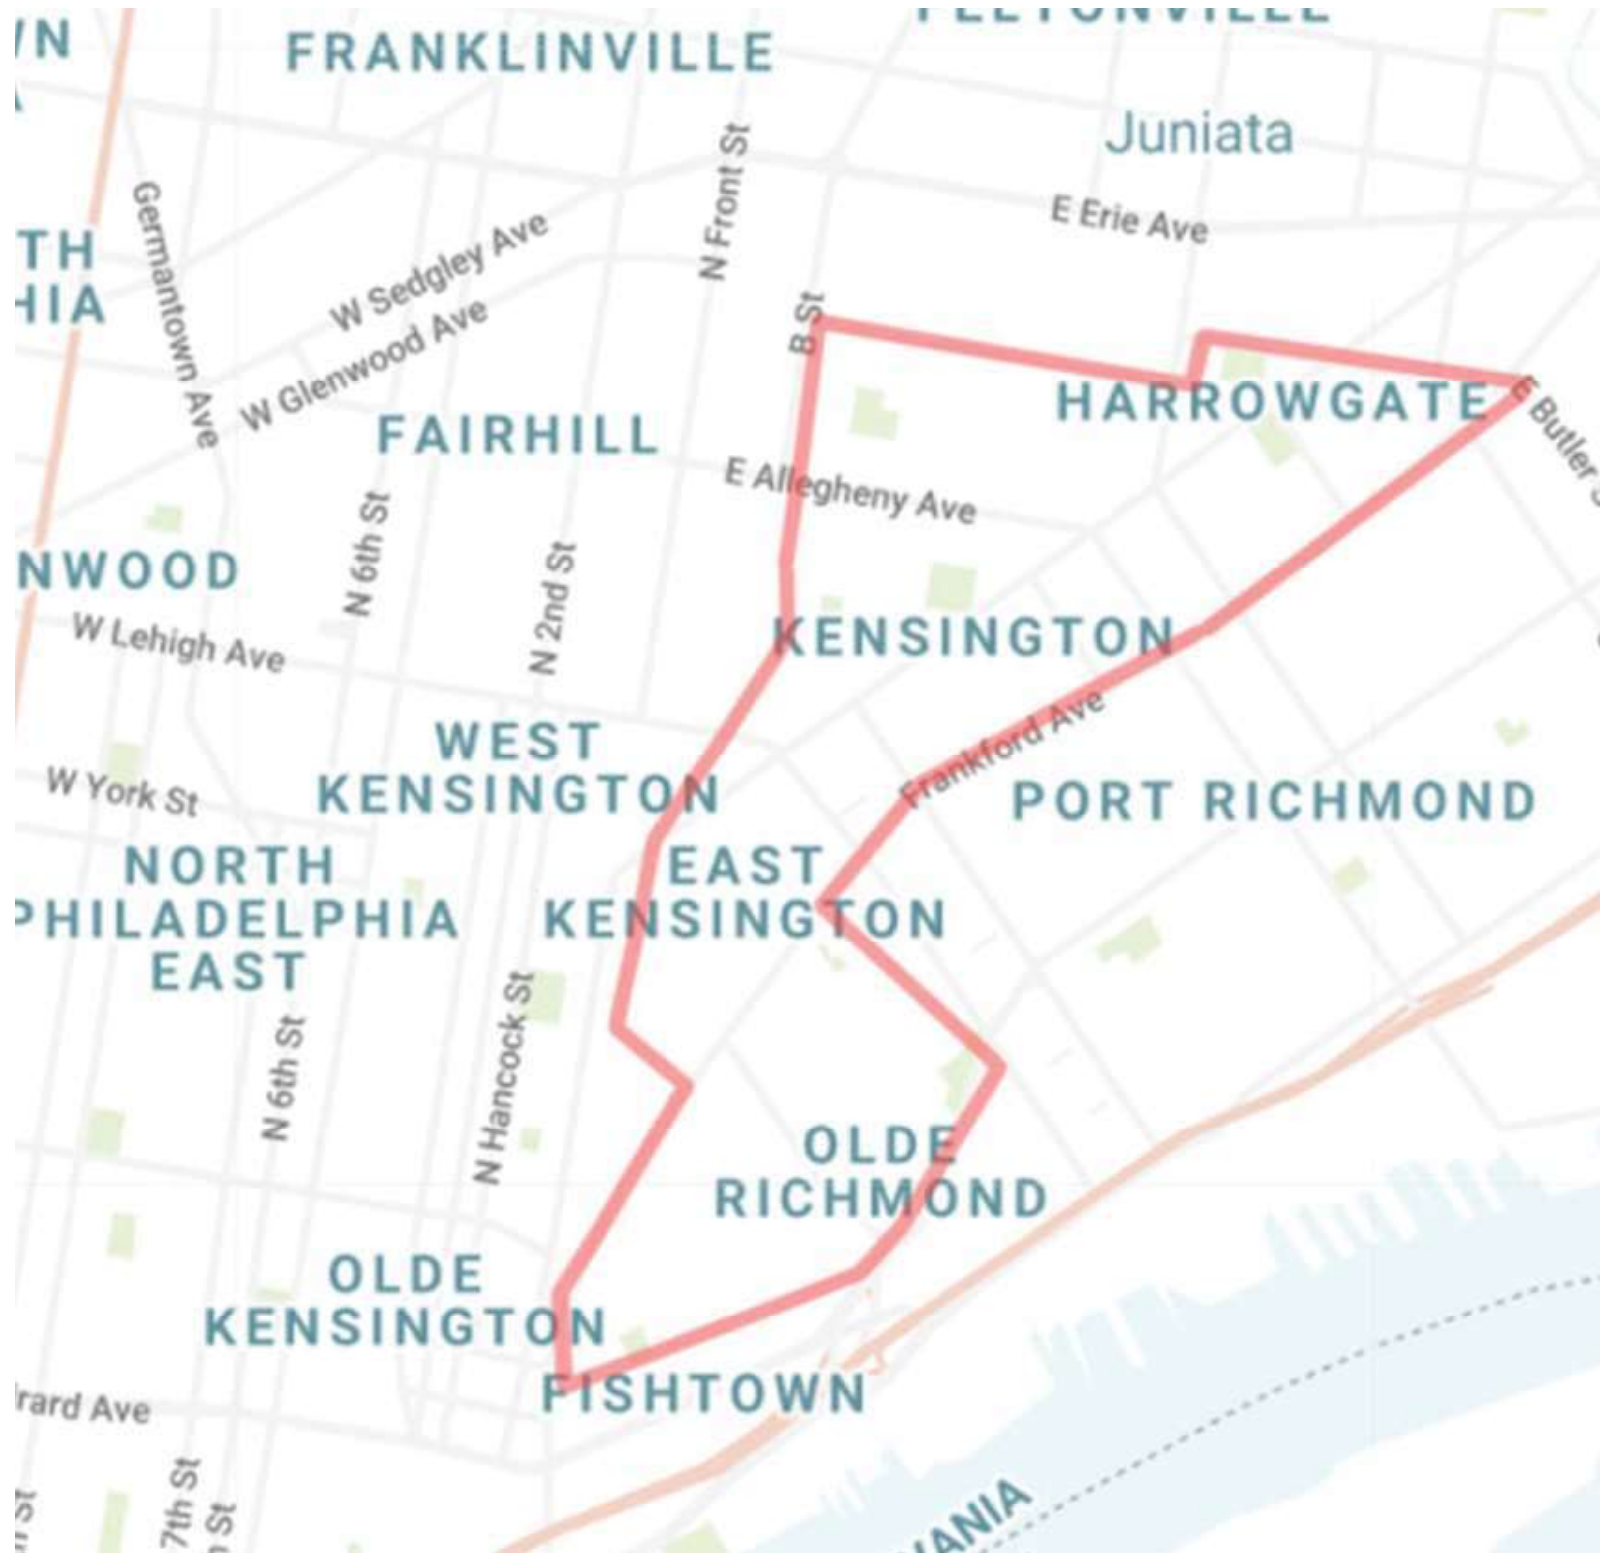 FRANKLINVILLE
Juniata
N Front St
E Erie Ave
Germantown Ave
W Sedgley Ave
W Glenwood Ave
B St
HARROWGATE
FAIRHILL
E Allegheny Ave
N 6th St
N 2nd St
NWOOD
W Lehigh Ave
KENSINGTON
Frankford Ave
WEST
KENSINGTON
W York St
PORT RICHMOND
NORTH
PHILADELPHIA
EAST
EAST
KENSINGTON
N Hancock St
N 6th St
OLDE
RICHMOND
OLDE
KENSINGTON
FISHTOWN
rard Ave
7th St
St
TH
HIA
E Butler
VANIA